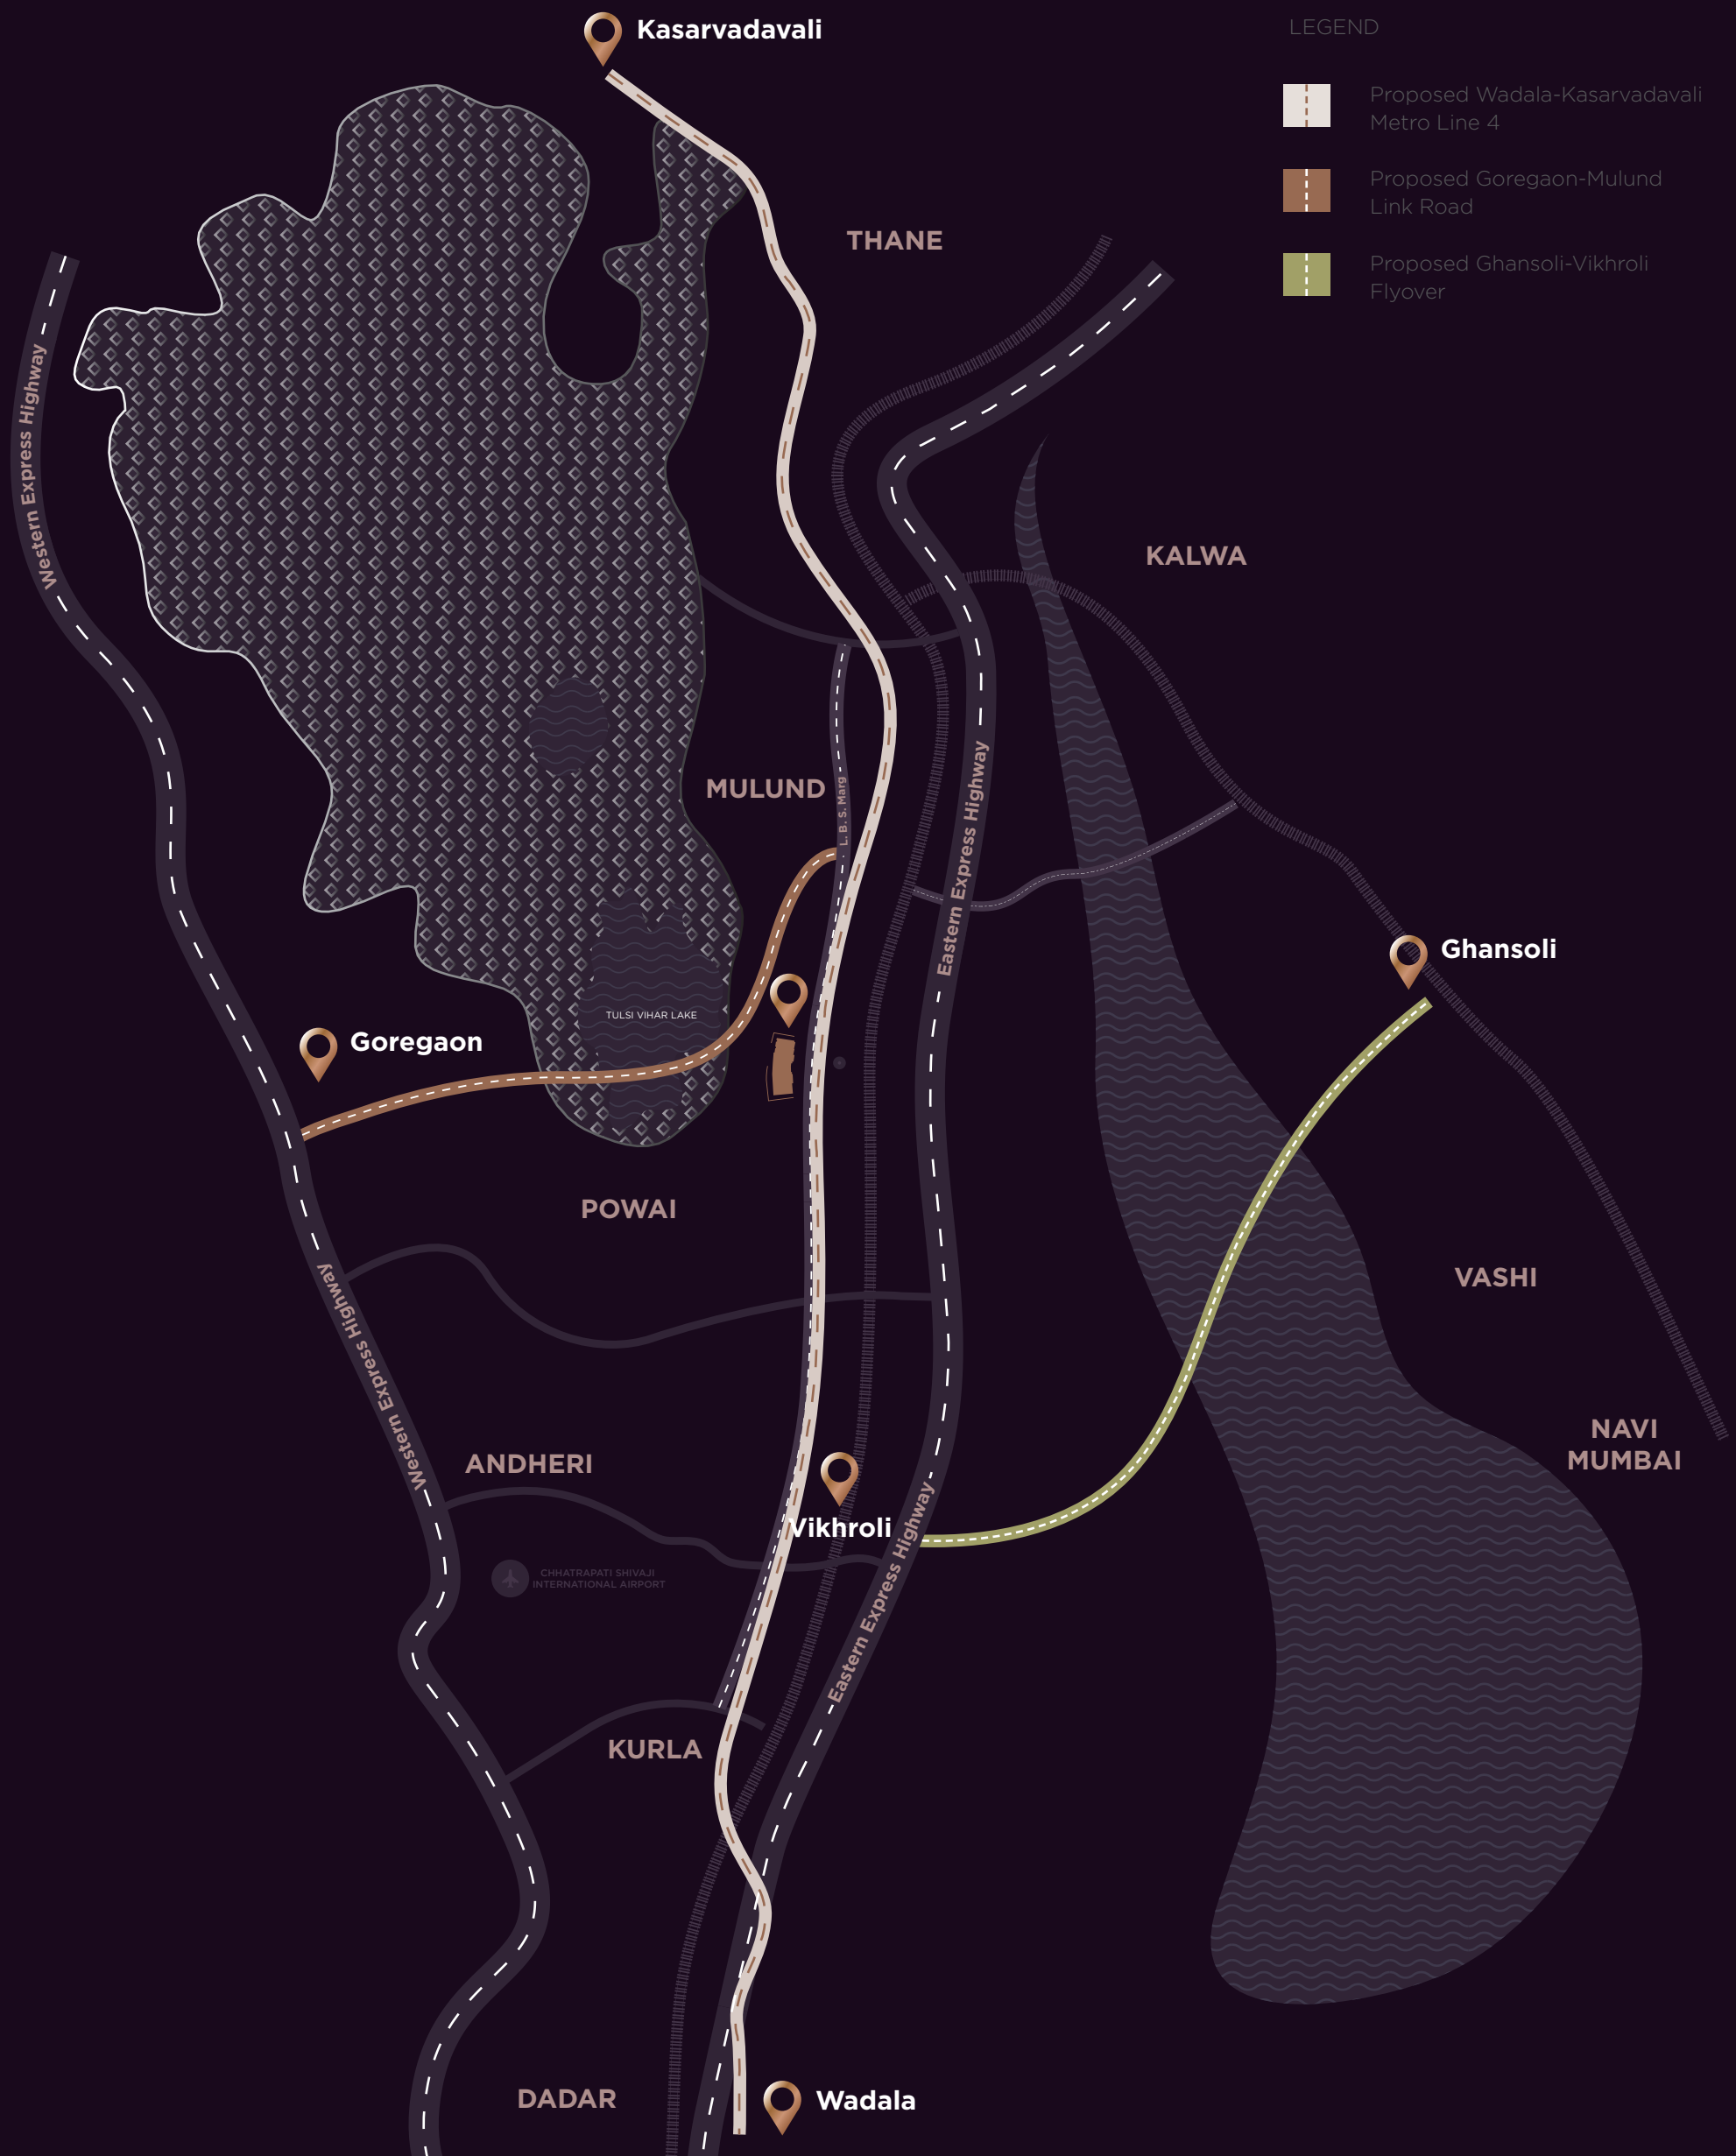 Kasarvadavali
LEGEND
Proposed Wadala-Kasarvadavali
Metro Line 4
Proposed Goregaon-Mulund
Link Road
Proposed Ghansoli-Vikhroli
Flyover
THANE
Western Express Highway
KALWA
MULUND
L. B. S. Marg
Eastern Express Highway
Ghansoli
TULSI VIHAR LAKE
Goregaon
POWAI
VASHI
Western Express Highway
NAVI
MUMBAI
ANDHERI
Vikhroli
Eastern Express Highway
CHHATRAPATI SHIVAJI
INTERNATIONAL AIRPORT
KURLA
DADAR
Wadala